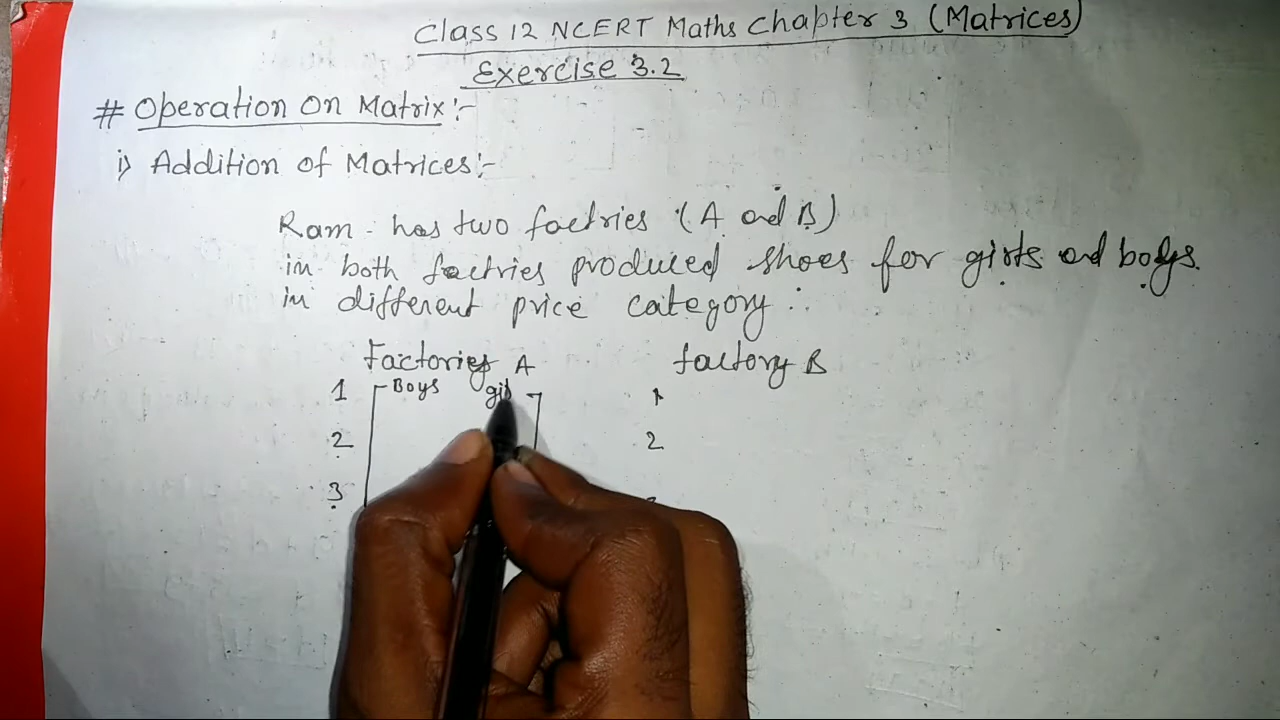 Class 12 NCERT Maths Chapter 3 (Matrices)
Exercise 3.2
# Operation On Matrix :-
i) Addition of Matrices :-
Ram has two factries (A and B)
in both factries produced shoes for girls and boys.
in different price category :
Factories A factory B
1 Boys 1
2 2
3